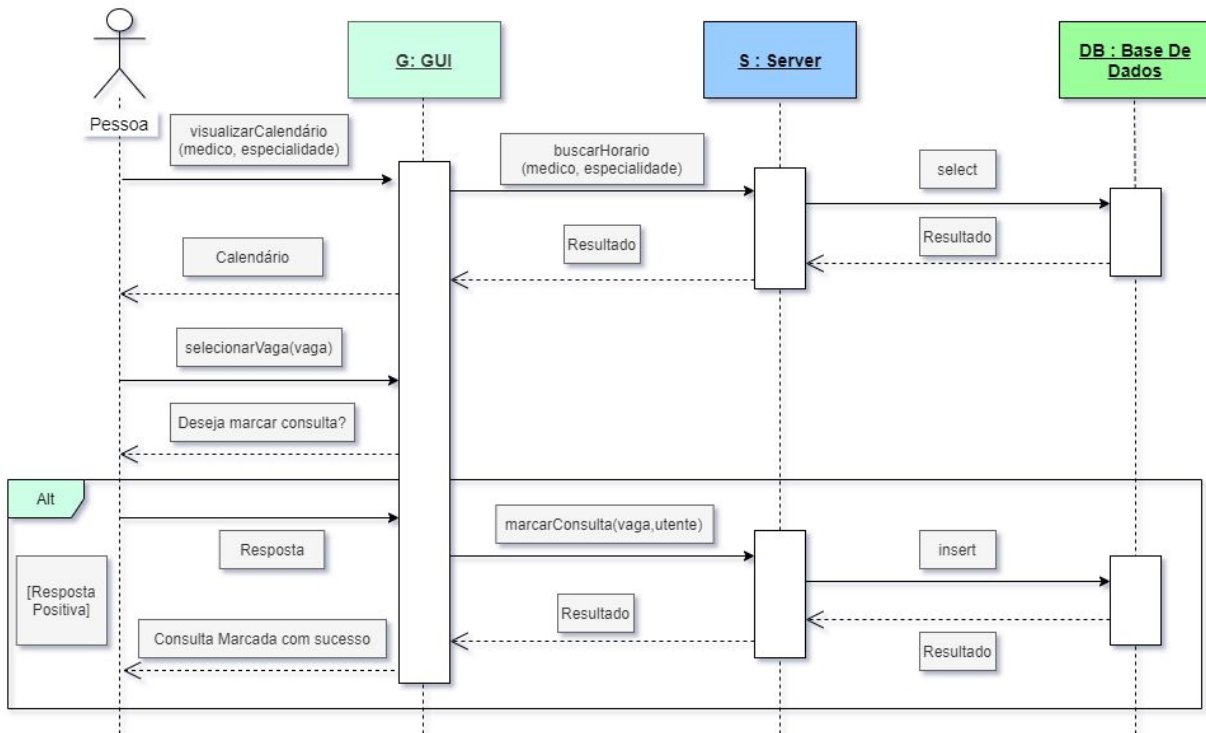 G: GUI
S : Server
DB : Base De
Dados
Pessoa
visualizarCalendário
(medico, especialidade)
buscarHorario
(medico, especialidade)
select
Resultado
Resultado
Calendário
selecionarVaga(vaga)
Deseja marcar consulta?
Alt
Resposta
marcarConsulta(vaga,utente)
insert
[Resposta
Positiva]
Resultado
Consulta Marcada com sucesso
Resultado